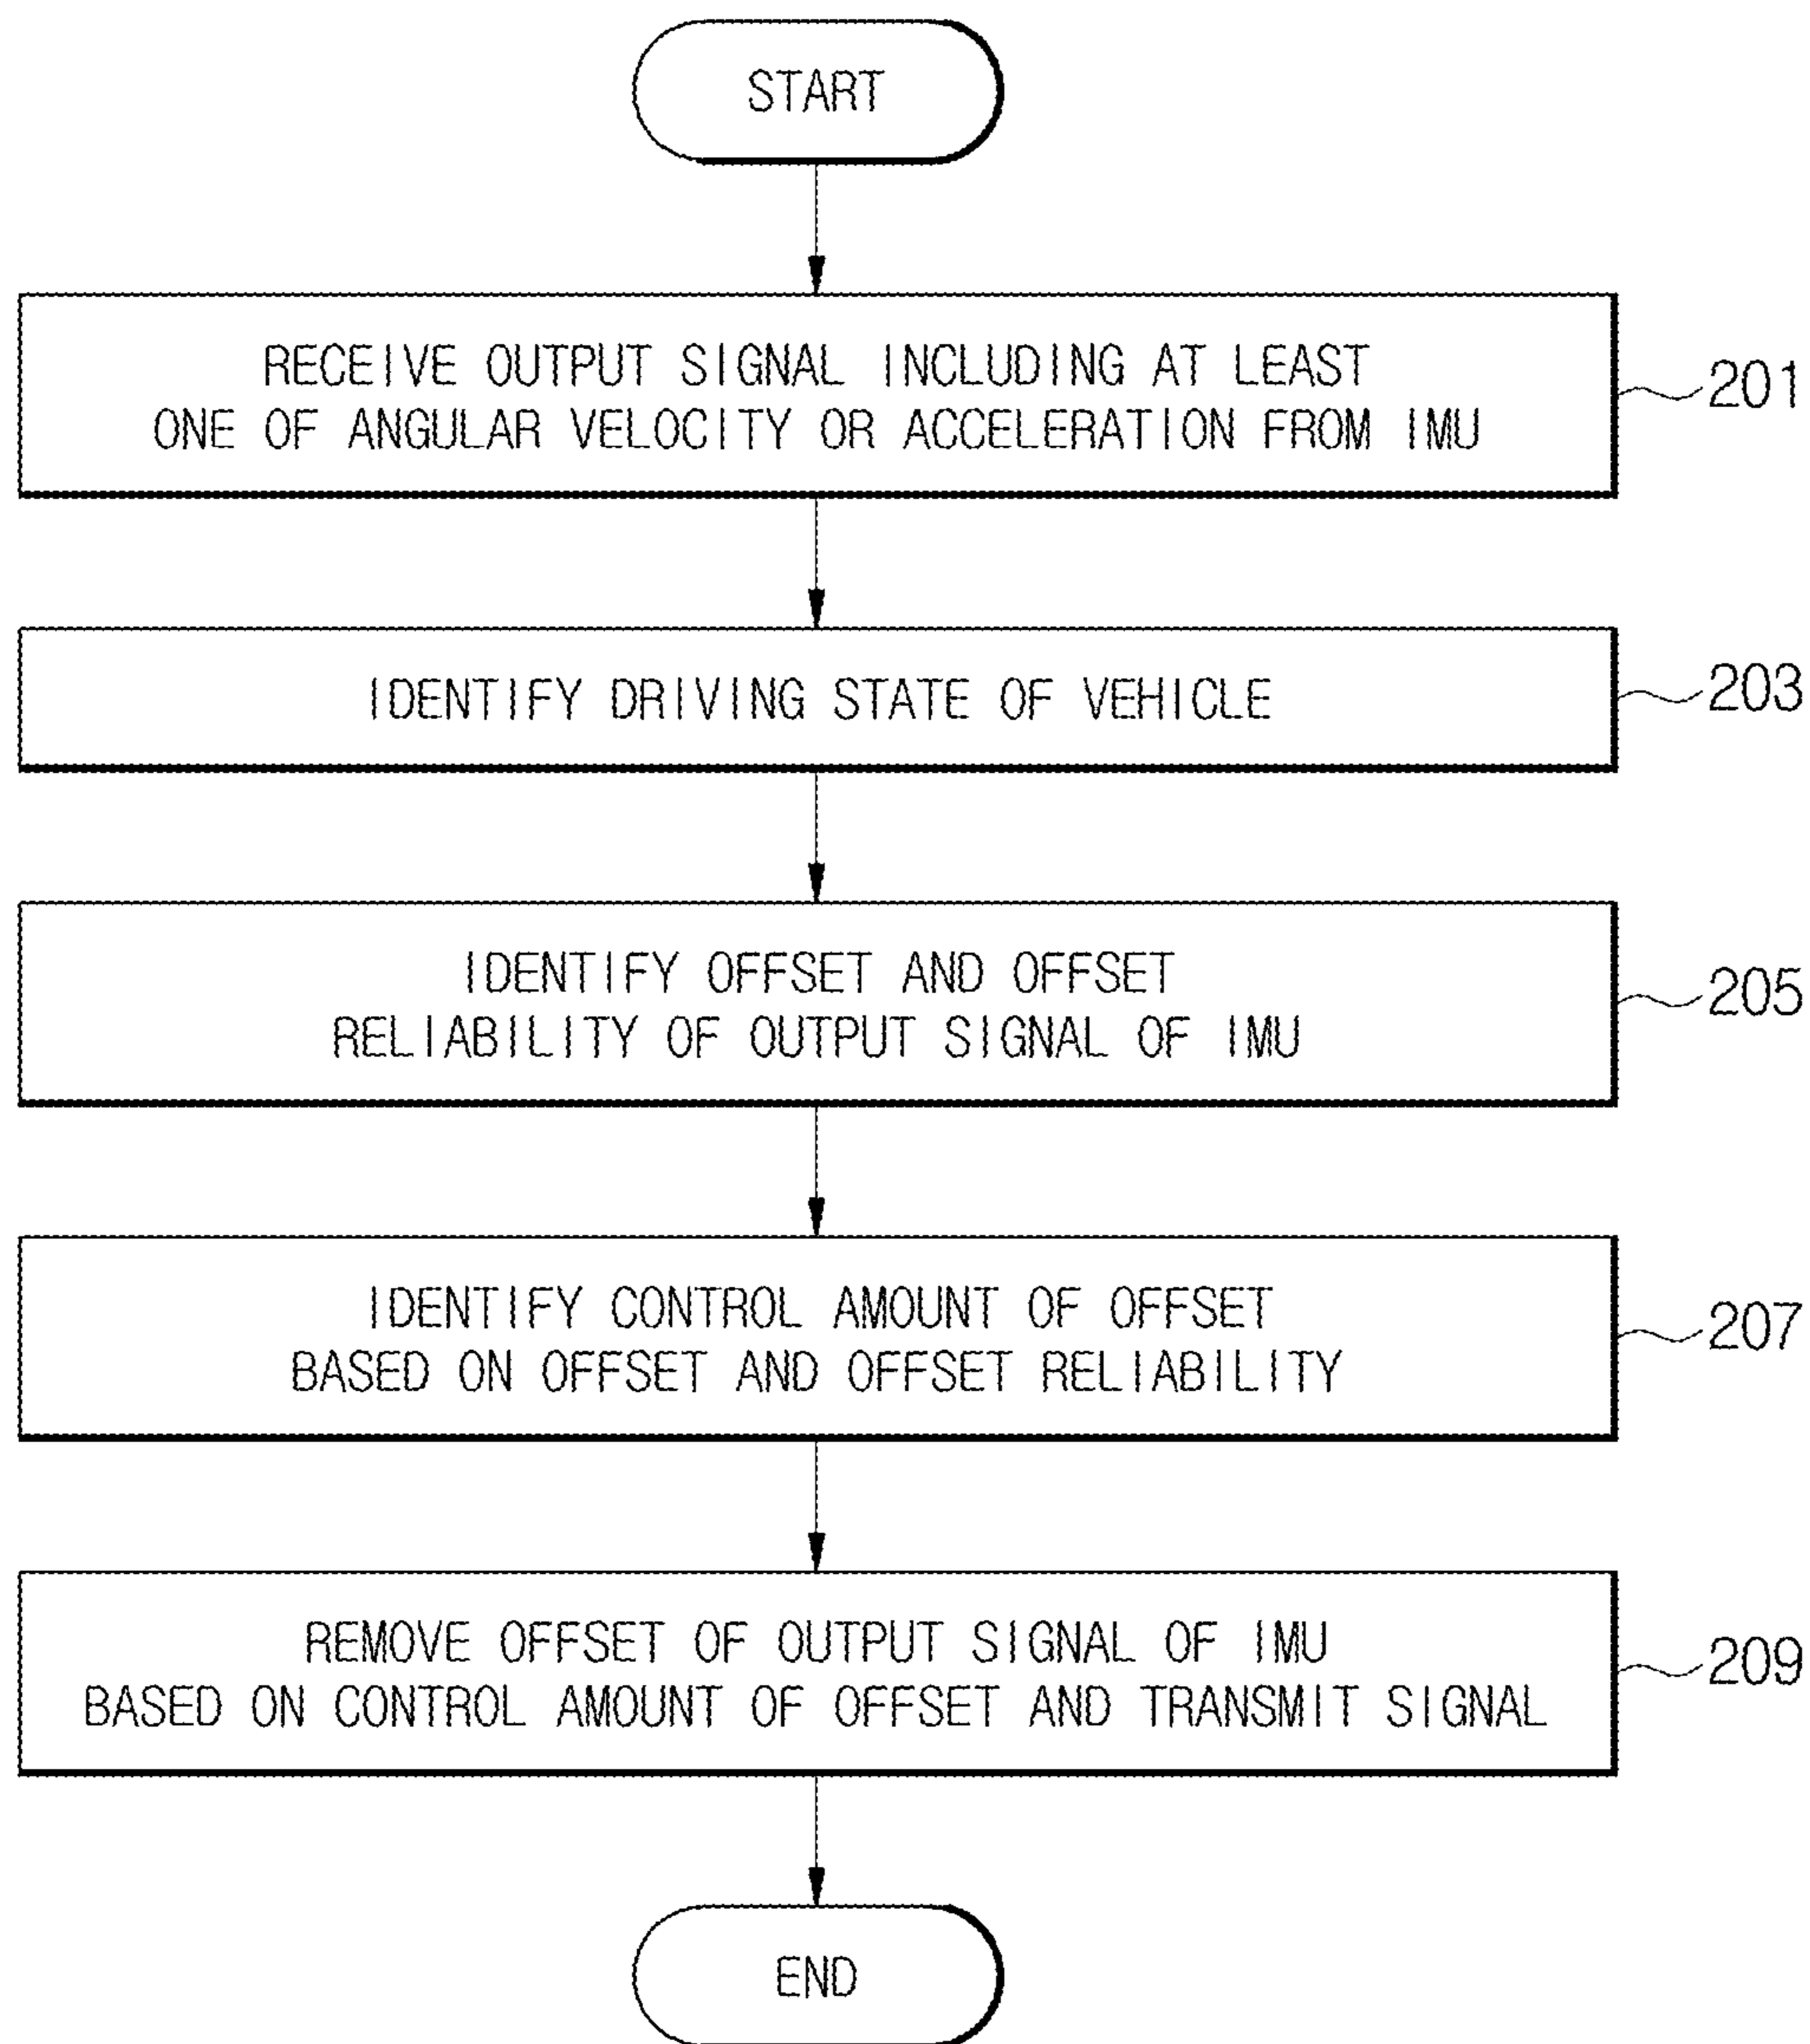 START
RECEIVE OUTPUT SIGNAL INCLUDING AT LEAST
ONE OF ANGULAR VELOCITY OR ACCELERATION FROM IMU
201
IDENTIFY DRIVING STATE OF VEHICLE
203
IDENTIFY OFFSET AND OFFSET
RELIABILITY OF OUTPUT SIGNAL OF IMU
205
IDENTIFY CONTROL AMOUNT OF OFFSET
BASED ON OFFSET AND OFFSET RELIABILITY
207
REMOVE OFFSET OF OUTPUT SIGNAL OF IMU
BASED ON CONTROL AMOUNT OF OFFSET AND TRANSMIT SIGNAL
209
END